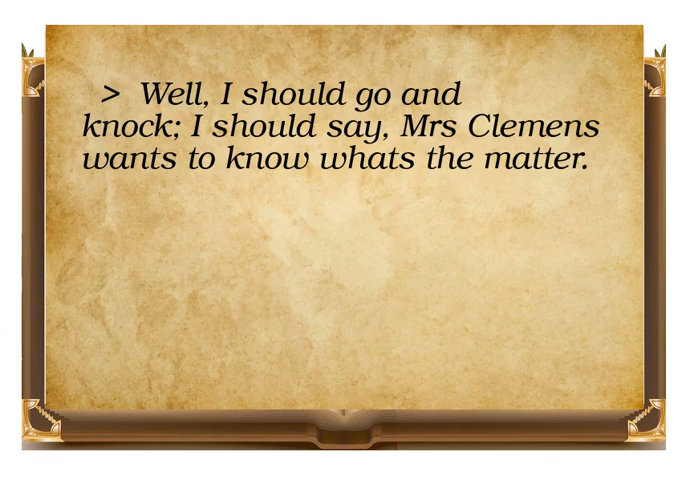 > Well, I should go and
knock; I should say, Mrs Clemens
wants to know whats the matter.